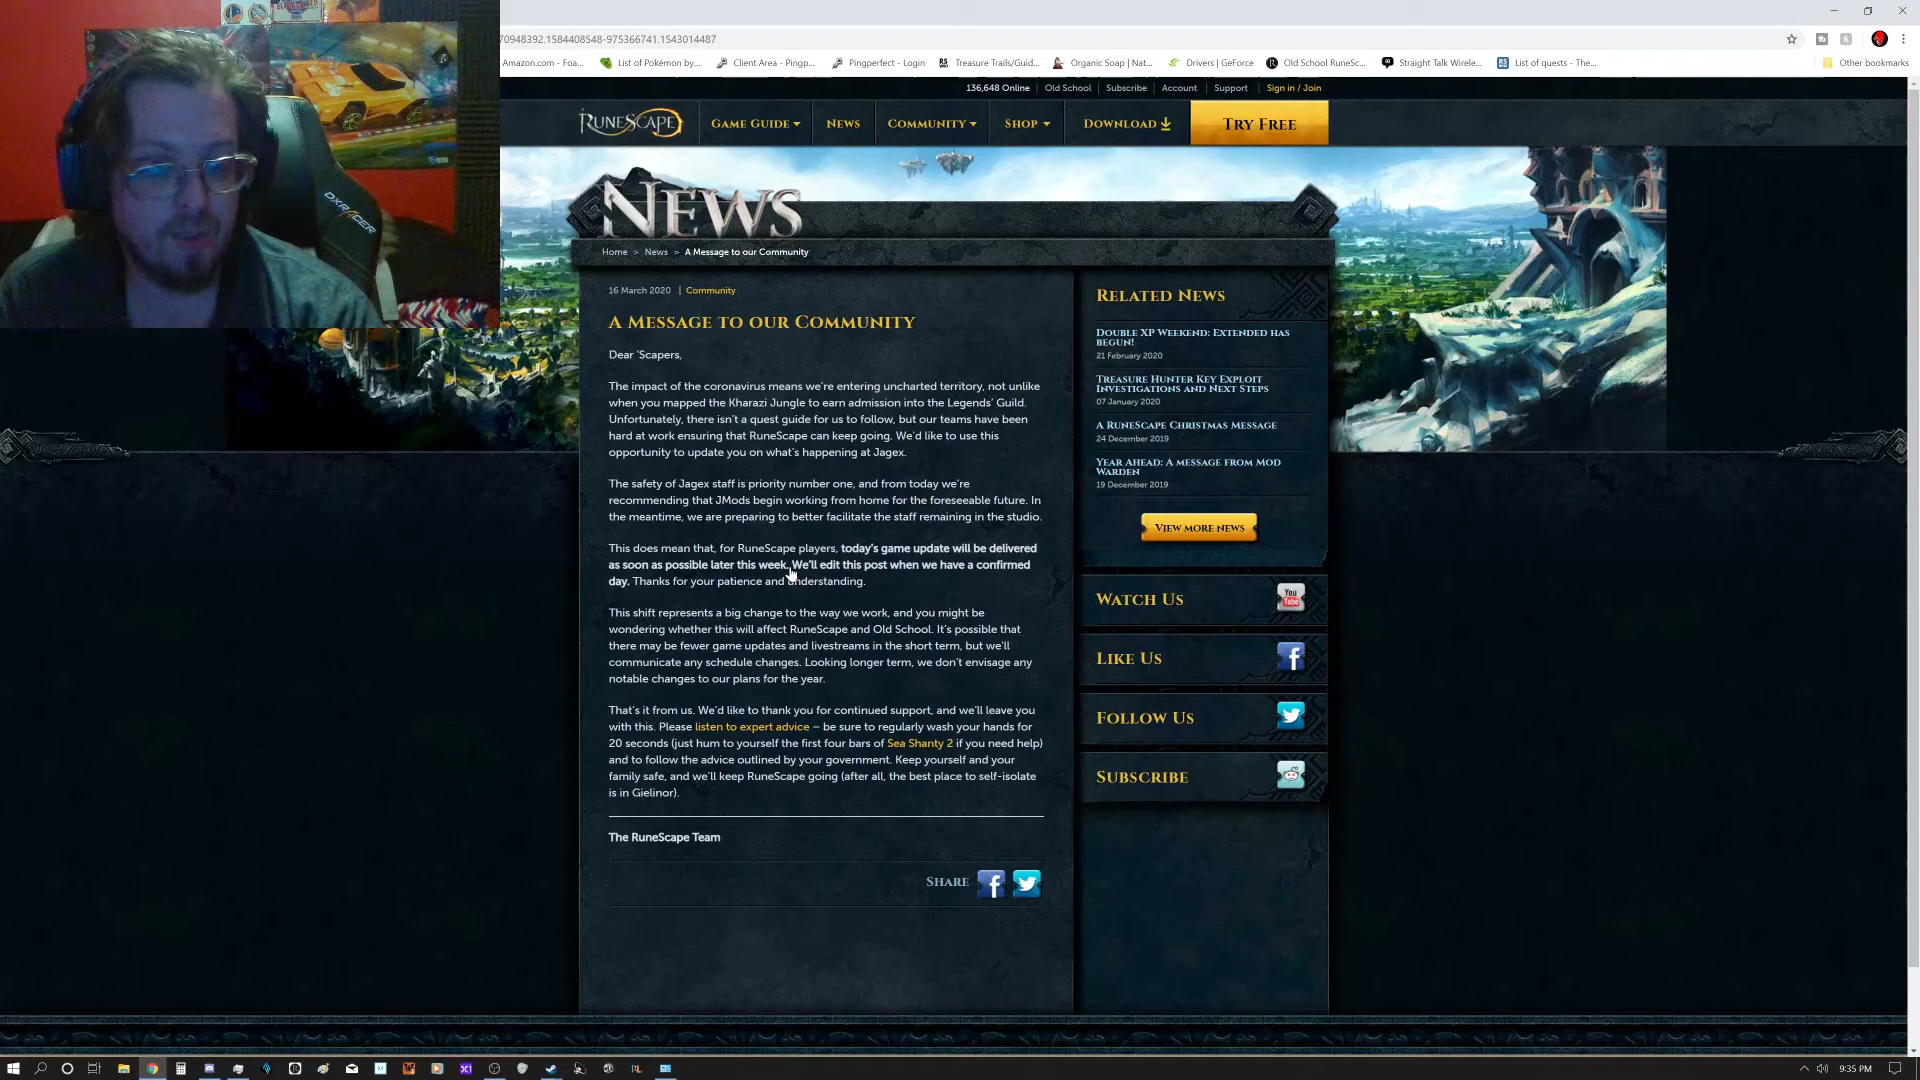 70948392.1584408548-975366741.1543014487
Amazon.com - Foa...
List of Pokémon by...
Client Area - Pingp...
Pingperfect - Login
Treasure Trails/Guid...
Organic Soap | Nat...
Drivers | GeForce
Old School RuneSc...
Straight Talk Wirele...
List of quests - The...
Other bookmarks
136,648 Online
Old School
Subscribe
Account
Support
Sign in / Join
RUNESCAPE
GAME GUIDE
NEWS
COMMUNITY
SHOP
DOWNLOAD
TRY FREE
DXRACER
NEWS
Home > News > A Message to our Community
16 March 2020 | Community
A MESSAGE TO OUR COMMUNITY
Dear 'Scapers,
The impact of the coronavirus means we're entering uncharted territory, not unlike
when you mapped the Kharazi Jungle to earn admission into the Legends' Guild.
Unfortunately, there isn't a quest guide for us to follow, but our teams have been
hard at work ensuring that RuneScape can keep going. We'd like to use this
opportunity to update you on what's happening at Jagex.
The safety of Jagex staff is priority number one, and from today we're
recommending that JMods begin working from home for the foreseeable future. In
the meantime, we are preparing to better facilitate the staff remaining in the studio.
This does mean that, for RuneScape players, today's game update will be delivered
as soon as possible later this week. We'll edit this post when we have a confirmed
day. Thanks for your patience and understanding.
This shift represents a big change to the way we work, and you might be
wondering whether this will affect RuneScape and Old School. It's possible that
there may be fewer game updates and livestreams in the short term, but we'll
communicate any schedule changes. Looking longer term, we don't envisage any
notable changes to our plans for the year.
That's it from us. We'd like to thank you for continued support, and we'll leave you
with this. Please listen to expert advice – be sure to regularly wash your hands for
20 seconds (just hum to yourself the first four bars of Sea Shanty 2 if you need help)
and to follow the advice outlined by your government. Keep yourself and your
family safe, and we'll keep RuneScape going (after all, the best place to self-isolate
is in Gielinor).
The RuneScape Team
SHARE
RELATED NEWS
DOUBLE XP WEEKEND: EXTENDED HAS
BEGUN!
21 February 2020
TREASURE HUNTER KEY EXPLOIT
INVESTIGATIONS AND NEXT STEPS
07 January 2020
A RUNESCAPE CHRISTMAS MESSAGE
24 December 2019
YEAR AHEAD: A MESSAGE FROM MOD
WARDEN
19 December 2019
VIEW MORE NEWS
WATCH US
You
Tube
LIKE US
FOLLOW US
SUBSCRIBE
9:35 PM